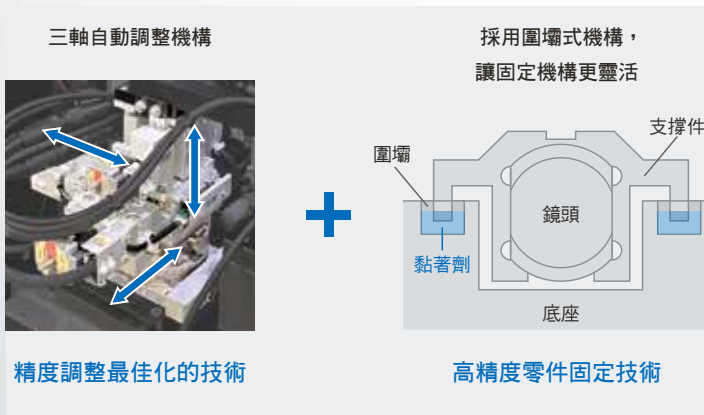 三軸自動調整機構
採用圍壩式機構，
讓固定機構更靈活
支撐件
圍壩
鏡頭
黏著劑
底座
精度調整最佳化的技術
高精度零件固定技術